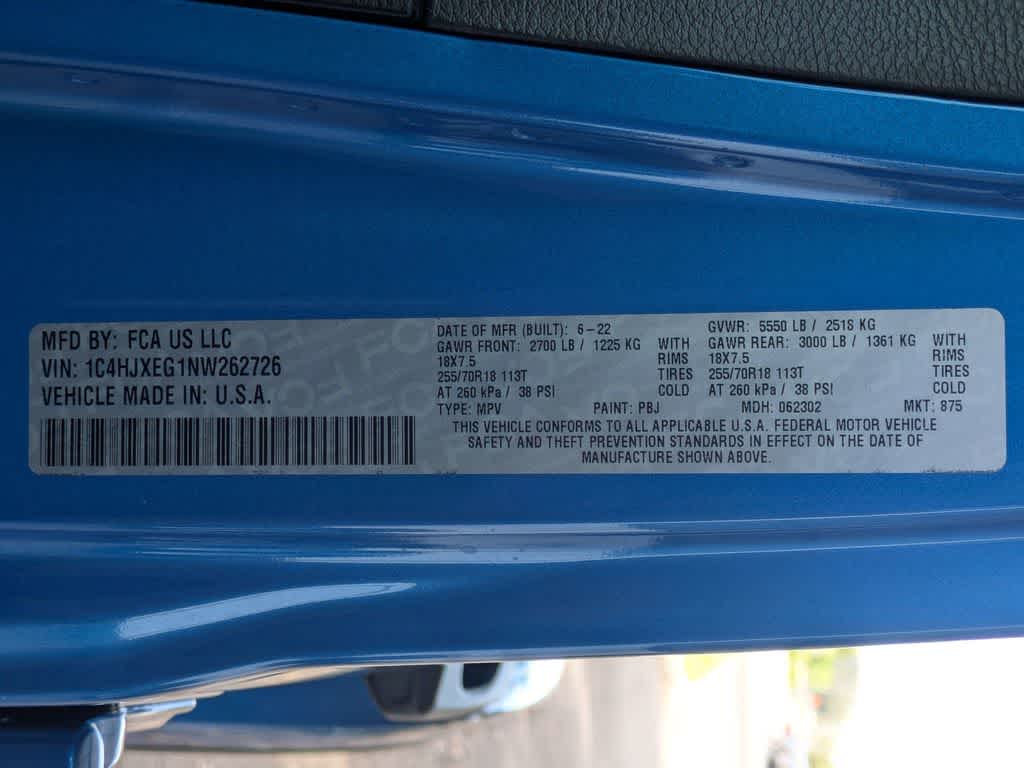 MFD BY: FCA US LLC
VIN: 1C4HJXEG1NW262726
VEHICLE MADE IN: U.S.A.
DATE OF MFR (BUILT): 6-22 GVWR: 5550 LB / 2518 KG
GAWR FRONT: 2700 LB / 1225 KG WITH GAWR REAR: 3000 LB / 1361 KG WITH
18X7.5 RIMS 18X7.5 RIMS
255/70R18 113T TIRES 255/70R18 113T TIRES
AT 260 kPa / 38 PSI COLD AT 260 kPa / 38 PSI COLD
TYPE: MPV PAINT: PBJ MDH: 062302 MKT: 875
THIS VEHICLE CONFORMS TO ALL APPLICABLE U.S.A. FEDERAL MOTOR VEHICLE
SAFETY AND THEFT PREVENTION STANDARDS IN EFFECT ON THE DATE OF
MANUFACTURE SHOWN ABOVE.